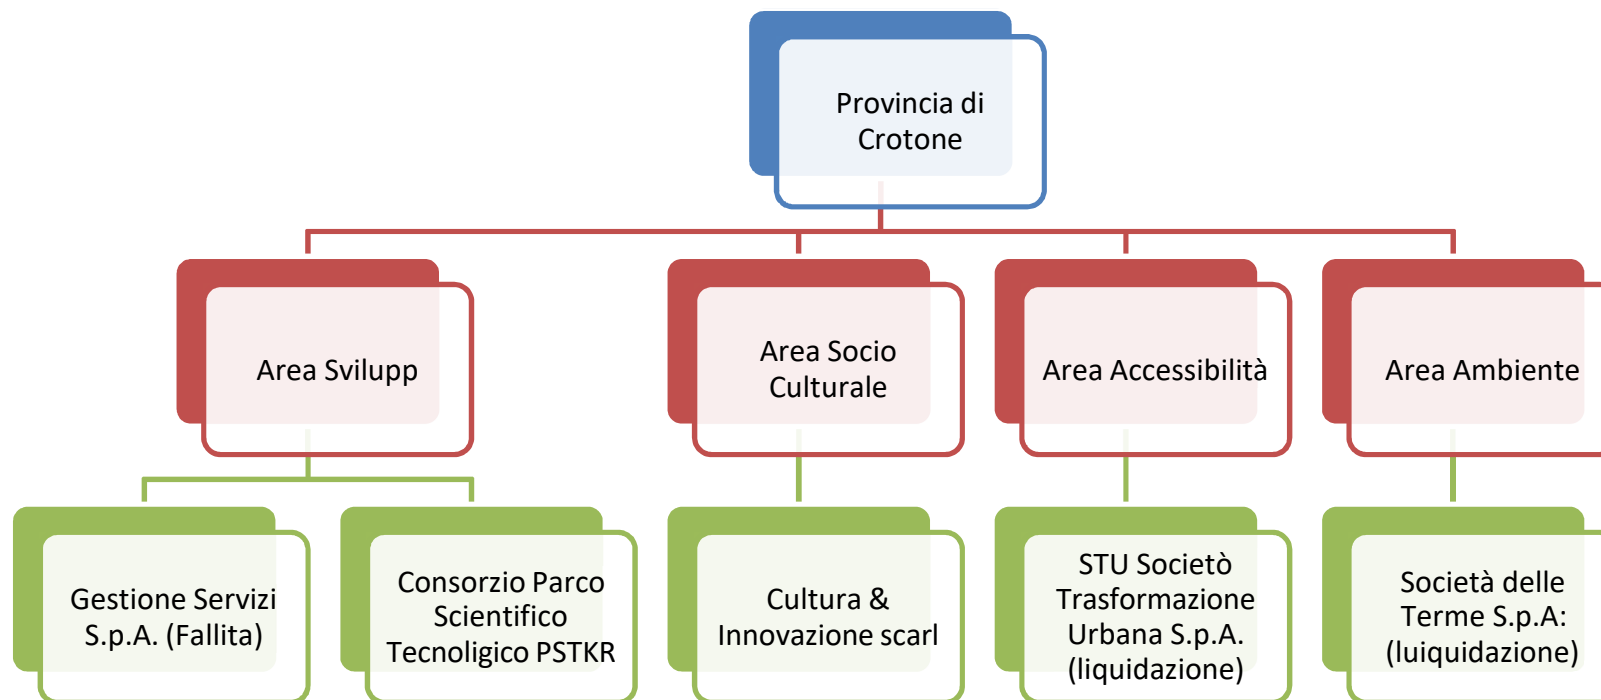 Provincia di
Crotone
Area Svilupp
Area Socio
Culturale
Area Accessibilità
Area Ambiente
Gestione Servizi
S.p.A. (Fallita)
Consorzio Parco
Scientifico
Tecnoligico PSTKR
Cultura &
Innovazione scarl
STU Societò
Trasformazione
Urbana S.p.A.
(liquidazione)
Società delle
Terme S.p.A:
(luiquidazione)